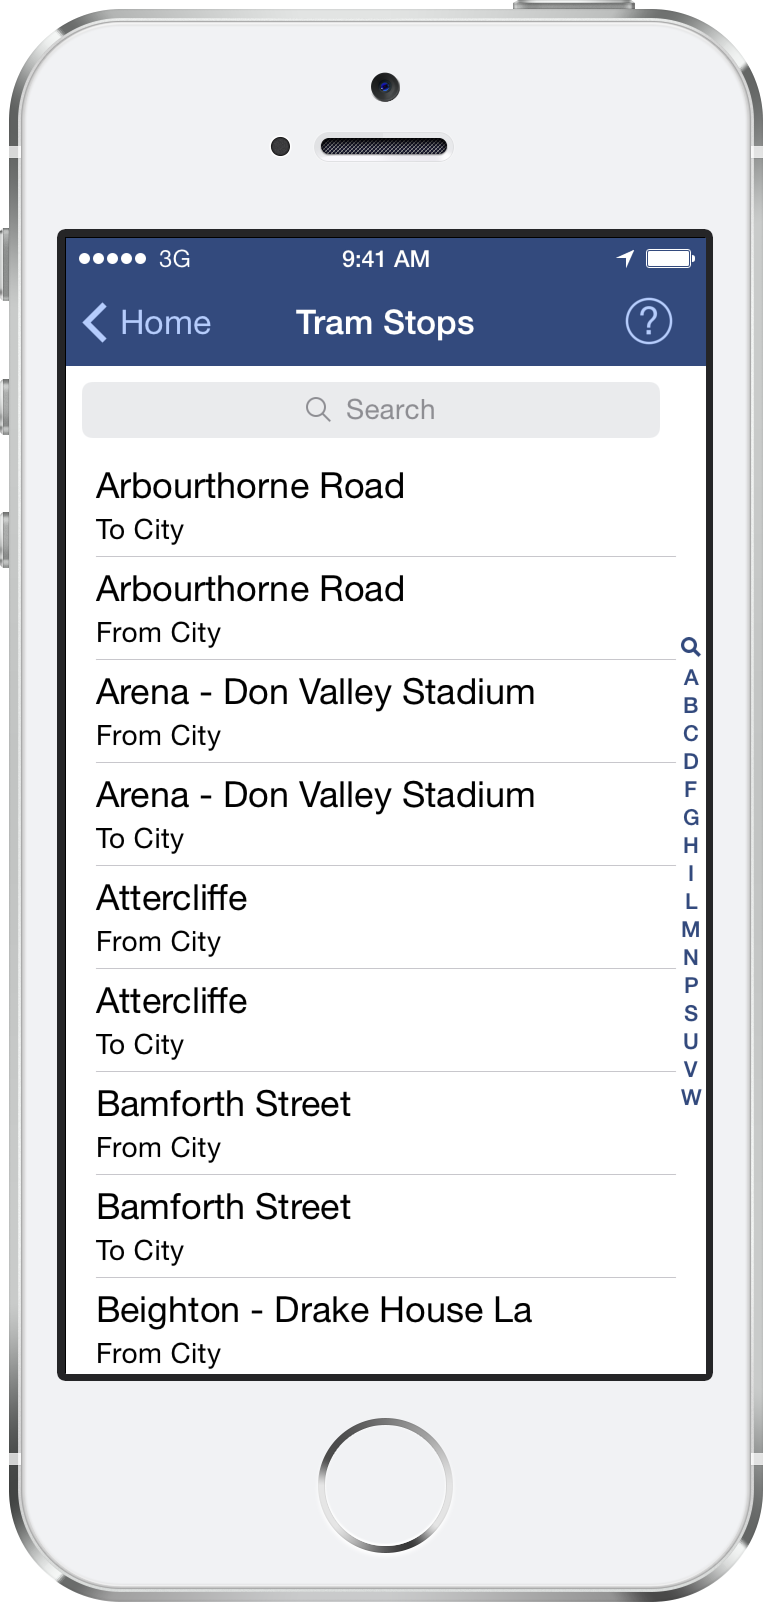 3G 9:41 AM
Home Tram Stops ?
Search
Arbourthorne Road
To City
Arbourthorne Road
From City
Arena - Don Valley Stadium
From City
Arena - Don Valley Stadium
To City
Attercliffe
From City
Attercliffe
To City
Bamforth Street
From City
Bamforth Street
To City
Beighton - Drake House La
From City
A
B
C
D
F
G
H
I
L
M
N
P
S
U
V
W